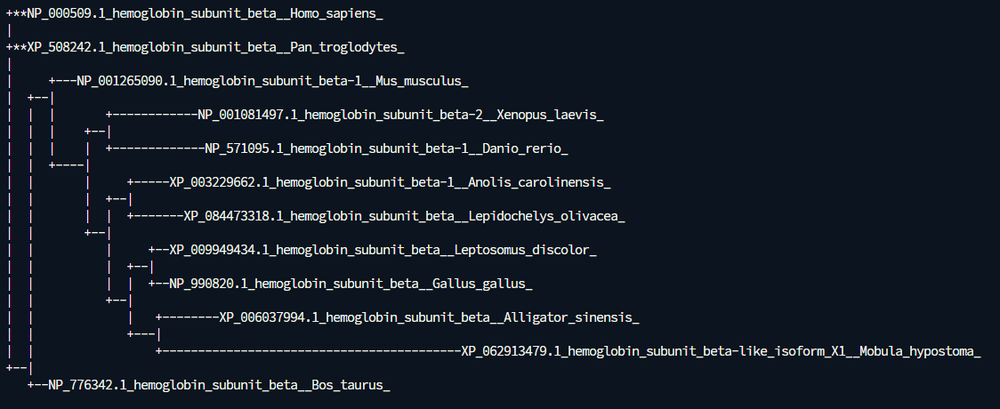 +**NP_000509.1_hemoglobin_subunit_beta__Homo_sapiens_
+**XP_508242.1_hemoglobin_subunit_beta__Pan_troglodytes_
+---NP_001265090.1_hemoglobin_subunit_beta-1__Mus_musculus_
+------------NP_001081497.1_hemoglobin_subunit_beta-2__Xenopus_laevis_
+-------------NP_571095.1_hemoglobin_subunit_beta-1__Danio_rerio_
+-----XP_003229662.1_hemoglobin_subunit_beta-1__Anolis_carolinensis_
+-------XP_084473318.1_hemoglobin_subunit_beta__Lepidochelys_olivacea_
+--XP_009949434.1_hemoglobin_subunit_beta__Leptosomus_discolor_
+--NP_990820.1_hemoglobin_subunit_beta__Gallus_gallus_
+--------XP_006037994.1_hemoglobin_subunit_beta__Alligator_sinensis_
+------------------------------------------XP_062913479.1_hemoglobin_subunit_beta-like_isoform_X1__Mobula_hypostoma_
+--NP_776342.1_hemoglobin_subunit_beta__Bos_taurus_